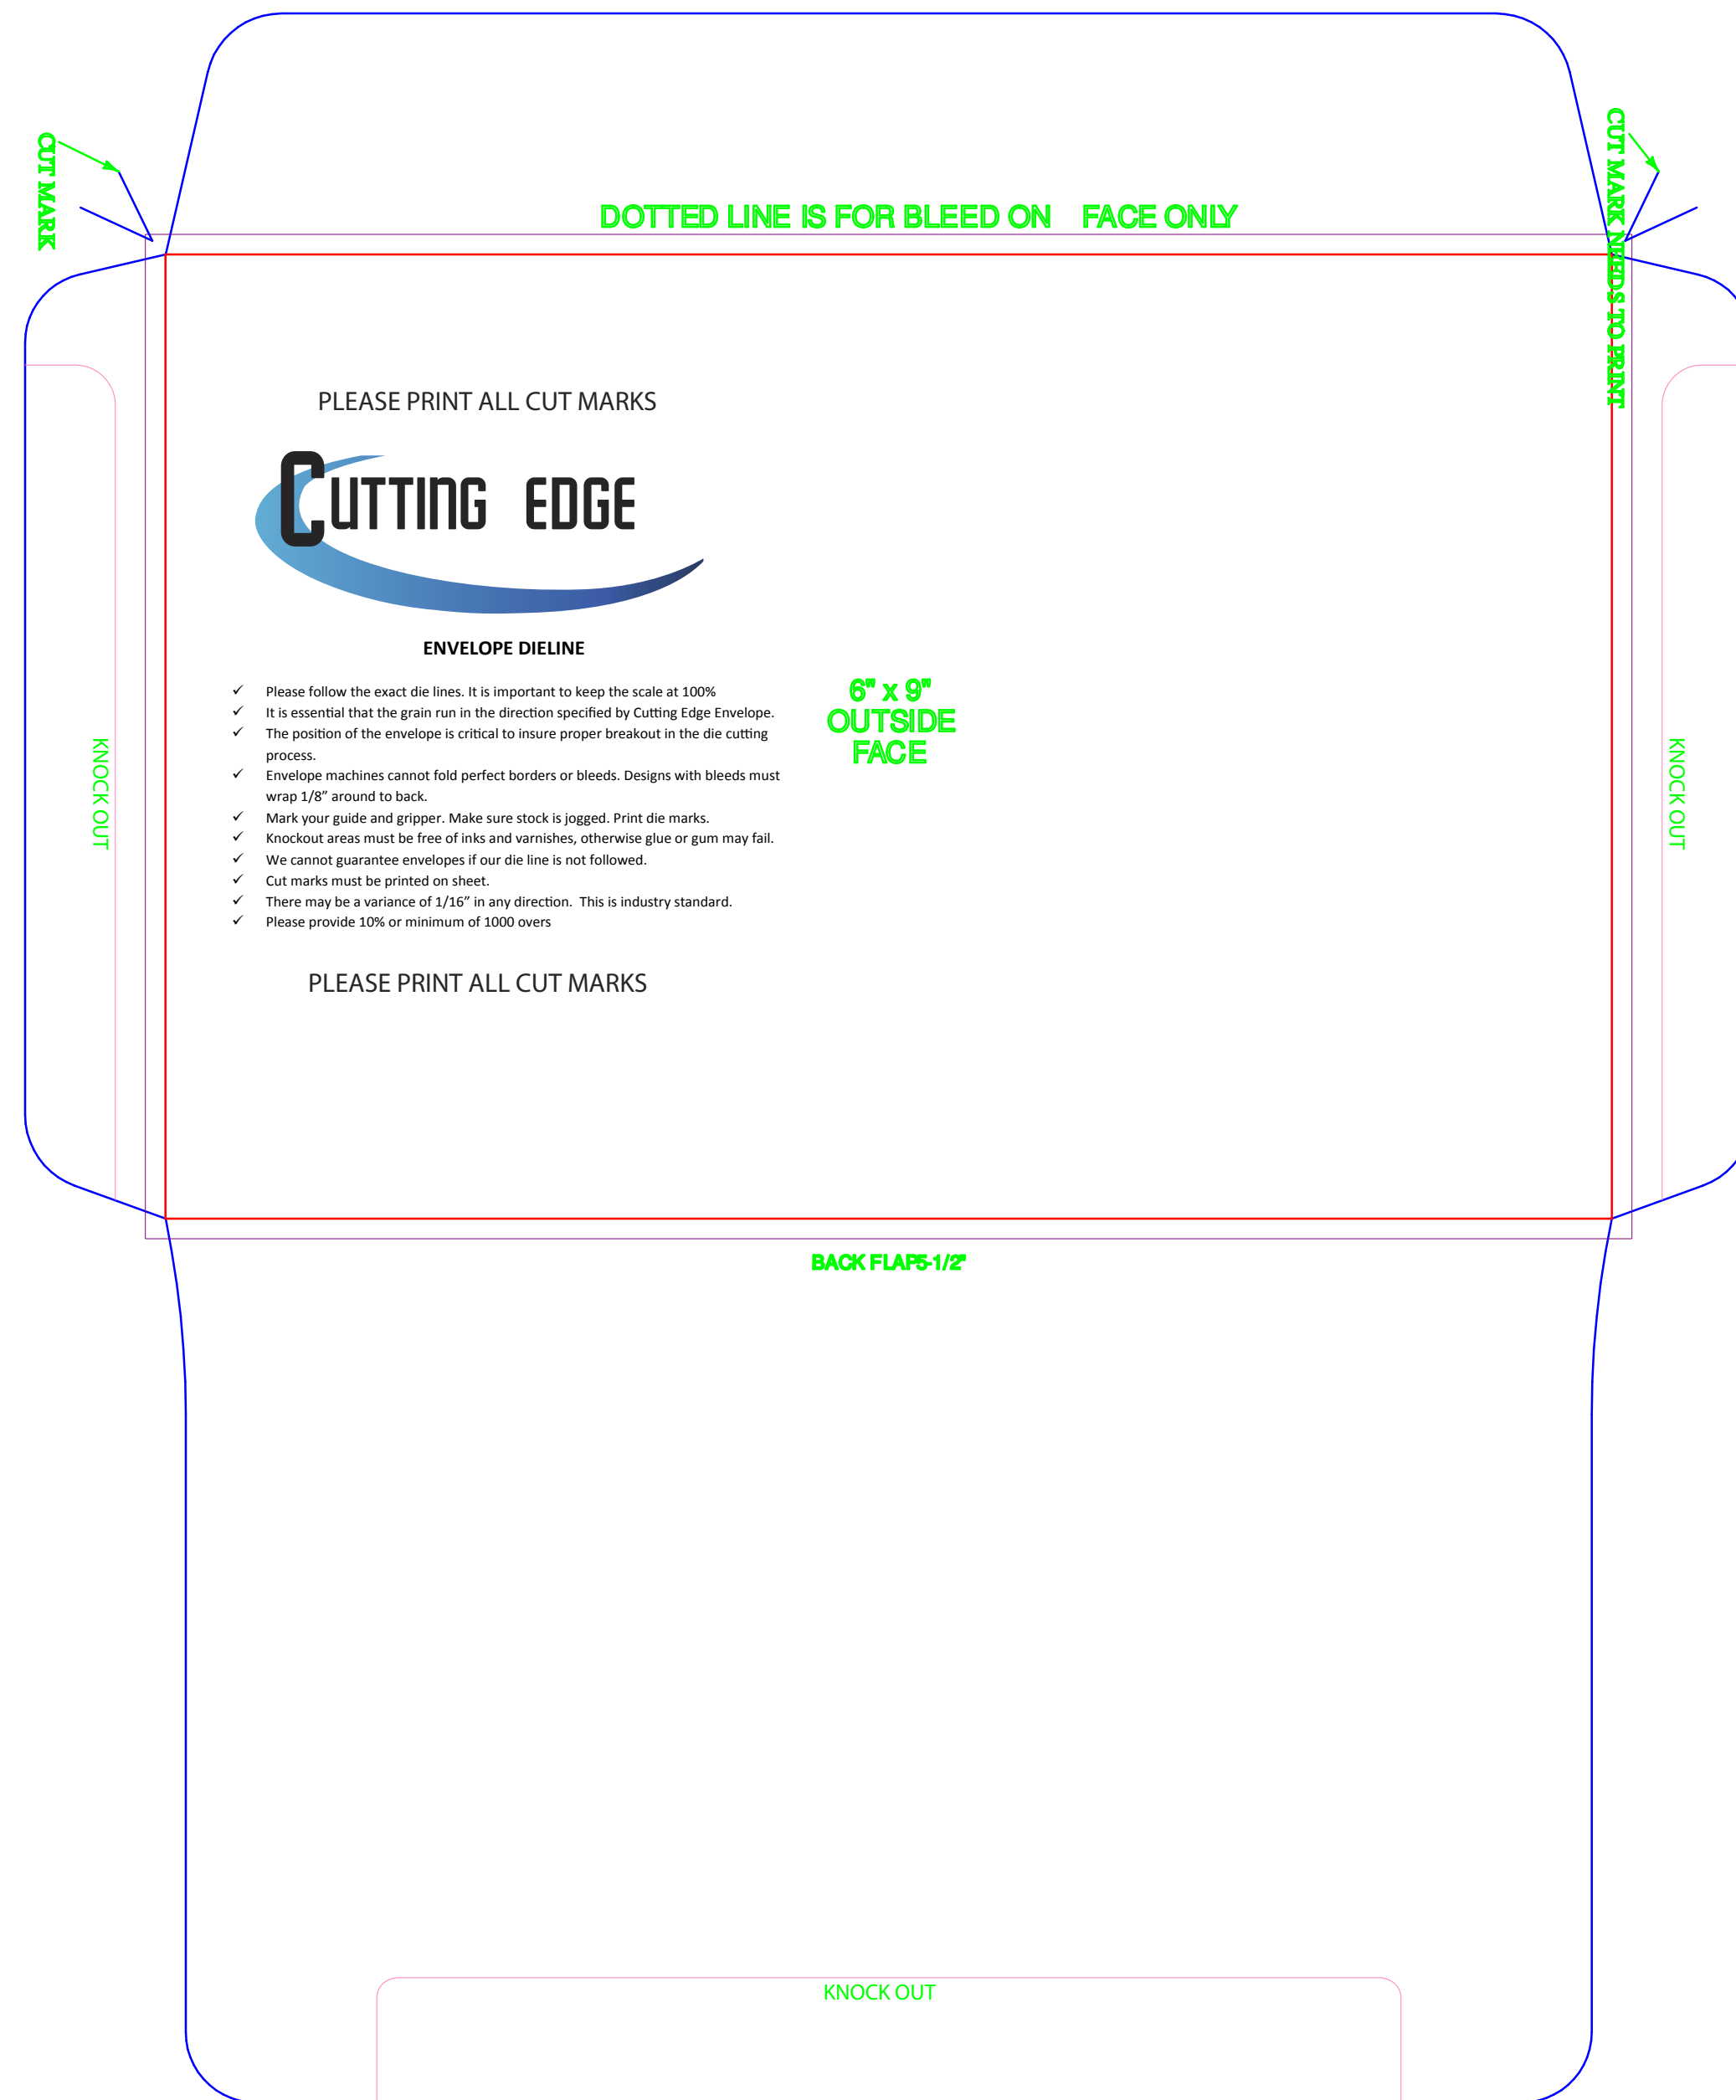 CUT MARK
CUT MARK NEEDS TO PRINT
DOTTED LINE IS FOR BLEED ON FACE ONLY
PLEASE PRINT ALL CUT MARKS
CUTTING EDGE
ENVELOPE DIELINE
✓ Please follow the exact die lines. It is important to keep the scale at 100%
✓ It is essential that the grain run in the direction specified by Cutting Edge Envelope.
✓ The position of the envelope is critical to insure proper breakout in the die cutting
process.
✓ Envelope machines cannot fold perfect borders or bleeds. Designs with bleeds must
wrap 1/8” around to back.
✓ Mark your guide and gripper. Make sure stock is jogged. Print die marks.
✓ Knockout areas must be free of inks and varnishes, otherwise glue or gum may fail.
✓ We cannot guarantee envelopes if our die line is not followed.
✓ Cut marks must be printed on sheet.
✓ There may be a variance of 1/16” in any direction. This is industry standard.
✓ Please provide 10% or minimum of 1000 overs
6" x 9"
OUTSIDE
FACE
KNOCK OUT
KNOCK OUT
PLEASE PRINT ALL CUT MARKS
BACK FLAP5-1/2"
KNOCK OUT